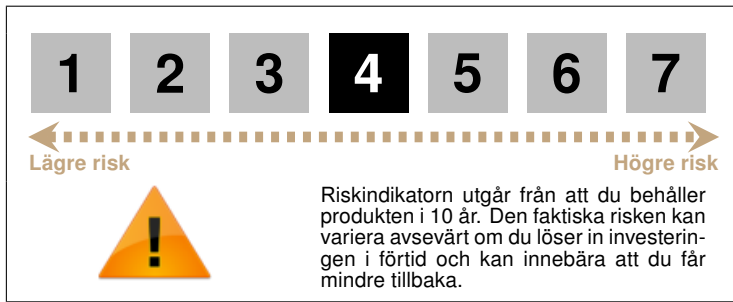 1 2 3 4 5 6 7
Lägre risk Högre risk
!
Riskindikatorn utgår från att du behåller
produkten i 10 år. Den faktiska risken kan
variera avsevärt om du löser in investerin-
gen i förtid och kan innebära att du får
mindre tillbaka.